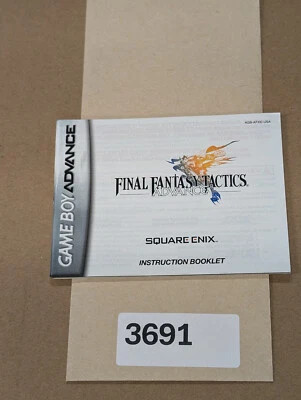 GAME BOY ADVANCE
FINAL FANTASY TACTICS
ADVANCE
SQUARE ENIX
INSTRUCTION BOOKLET
3691